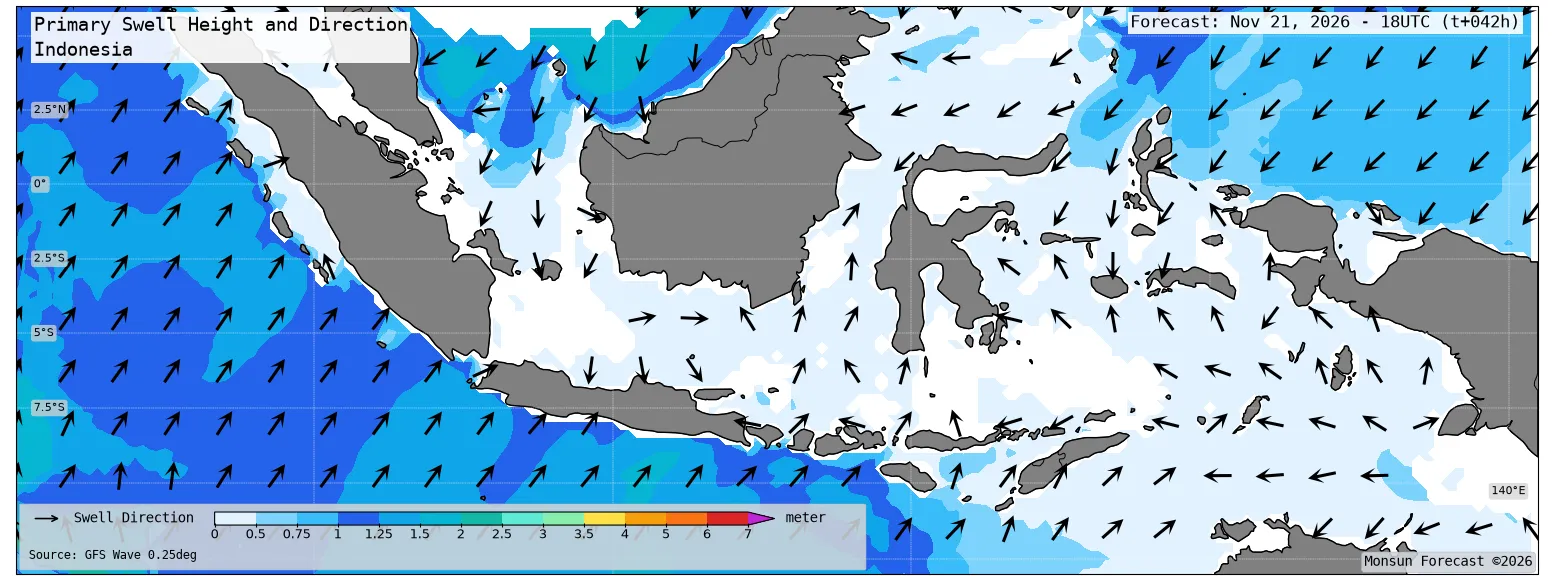 Primary Swell Height and Direction
Indonesia
Forecast: Nov 21, 2026 - 18UTC (t+042h)
2.5°N
0°
2.5°S
5°S
7.5°S
140°E
Swell Direction
0 0.5 0.75 1 1.25 1.5 2 2.5 3 3.5 4 5 6 7
meter
Source: GFS Wave 0.25deg
Monsun Forecast ©2026